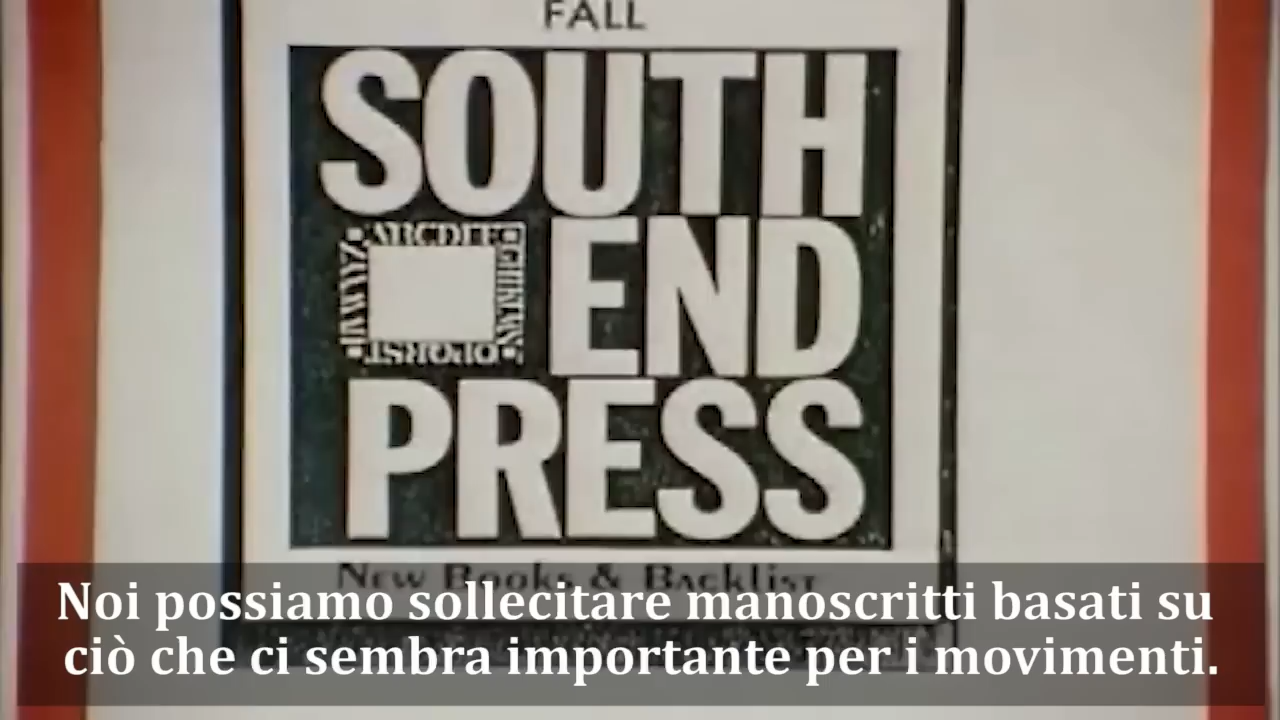 FALL
SOUTH
END
PRESS
New Books & Backlist
Noi possiamo sollecitare manoscritti basati su
ciò che ci sembra importante per i movimenti.